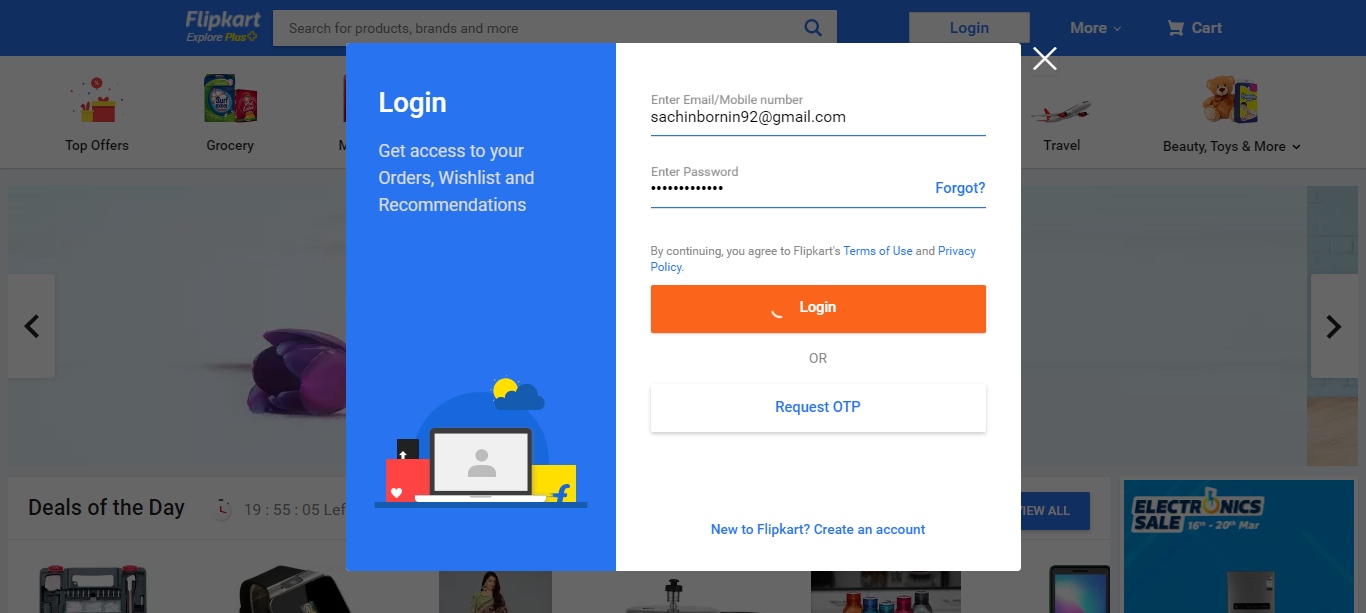 Flipkart
Explore Plus
Search for products, brands and more
Login
More
Cart
Top Offers
Grocery
M
Travel
Beauty, Toys & More
Login
Get access to your
Orders, Wishlist and
Recommendations
Enter Email/Mobile number
sachinbornin92@gmail.com
Enter Password
•••••••••••••
Forgot?
By continuing, you agree to Flipkart's Terms of Use and Privacy
Policy.
Login
OR
Request OTP
New to Flipkart? Create an account
Deals of the Day
19 : 55 : 05 Lef
VIEW ALL
ELECTRONICS
SALE 16th - 20th Mar